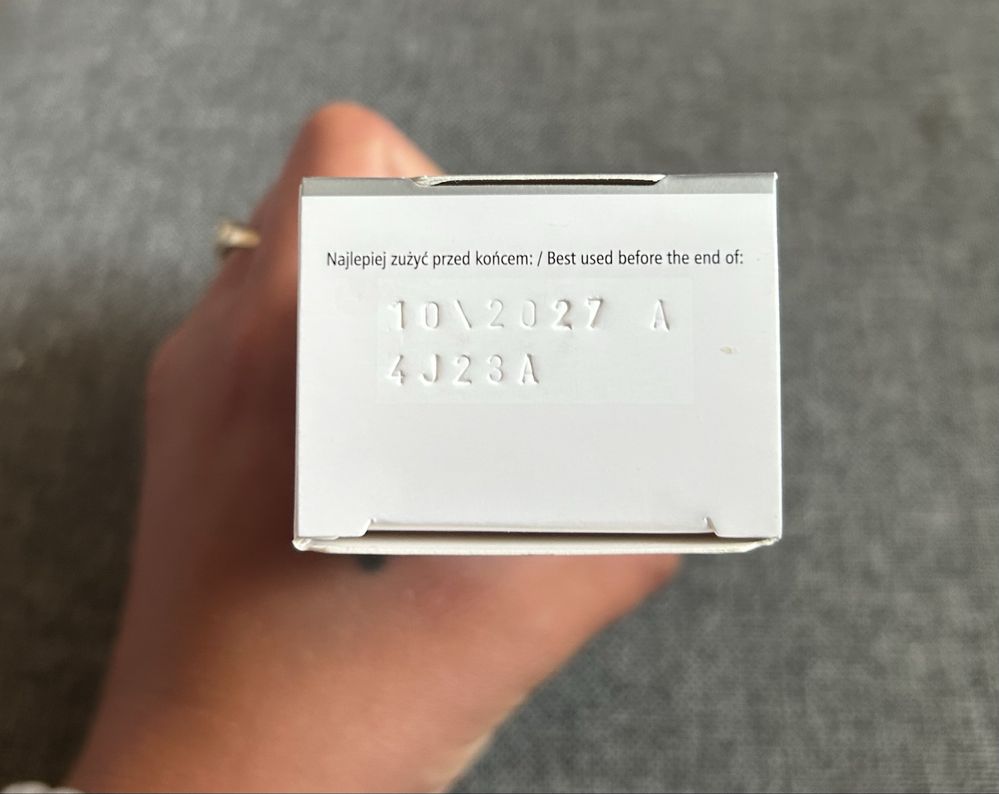 Najlepiej zużyć przed końcem: / Best used before the end of:
10\2027 A
4J23A